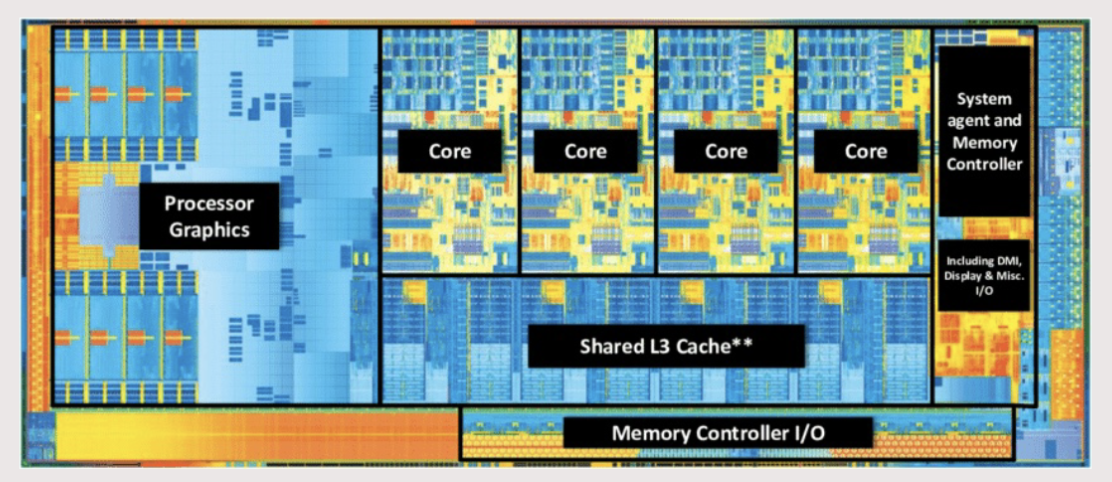 Processor
Graphics
Core
Core
Core
Core
System
agent and
Memory
Controller
Including DMI,
Display & Misc.
I/O
Shared L3 Cache**
Memory Controller I/O